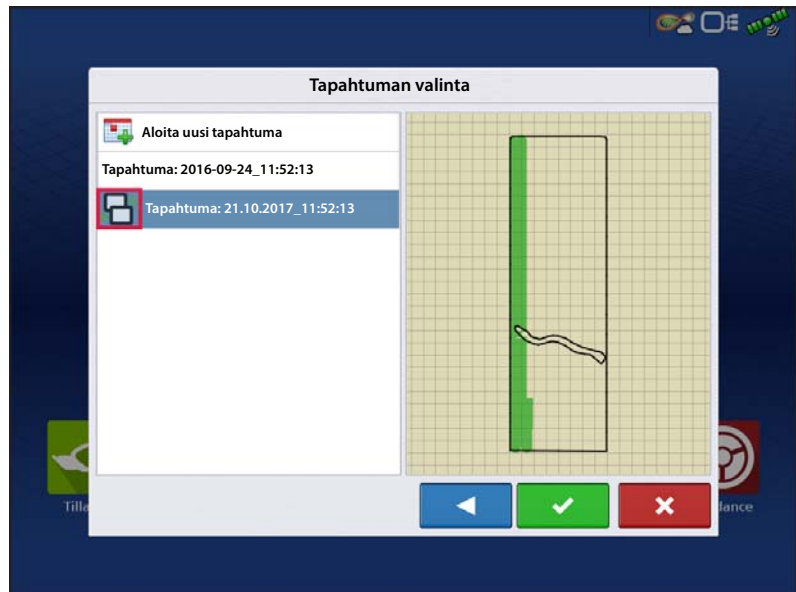 Tapahtuman valinta
Aloita uusi tapahtuma
Tapahtuma: 2016-09-24_11:52:13
Tapahtuma: 21.10.2017_11:52:13
Tilla
dance